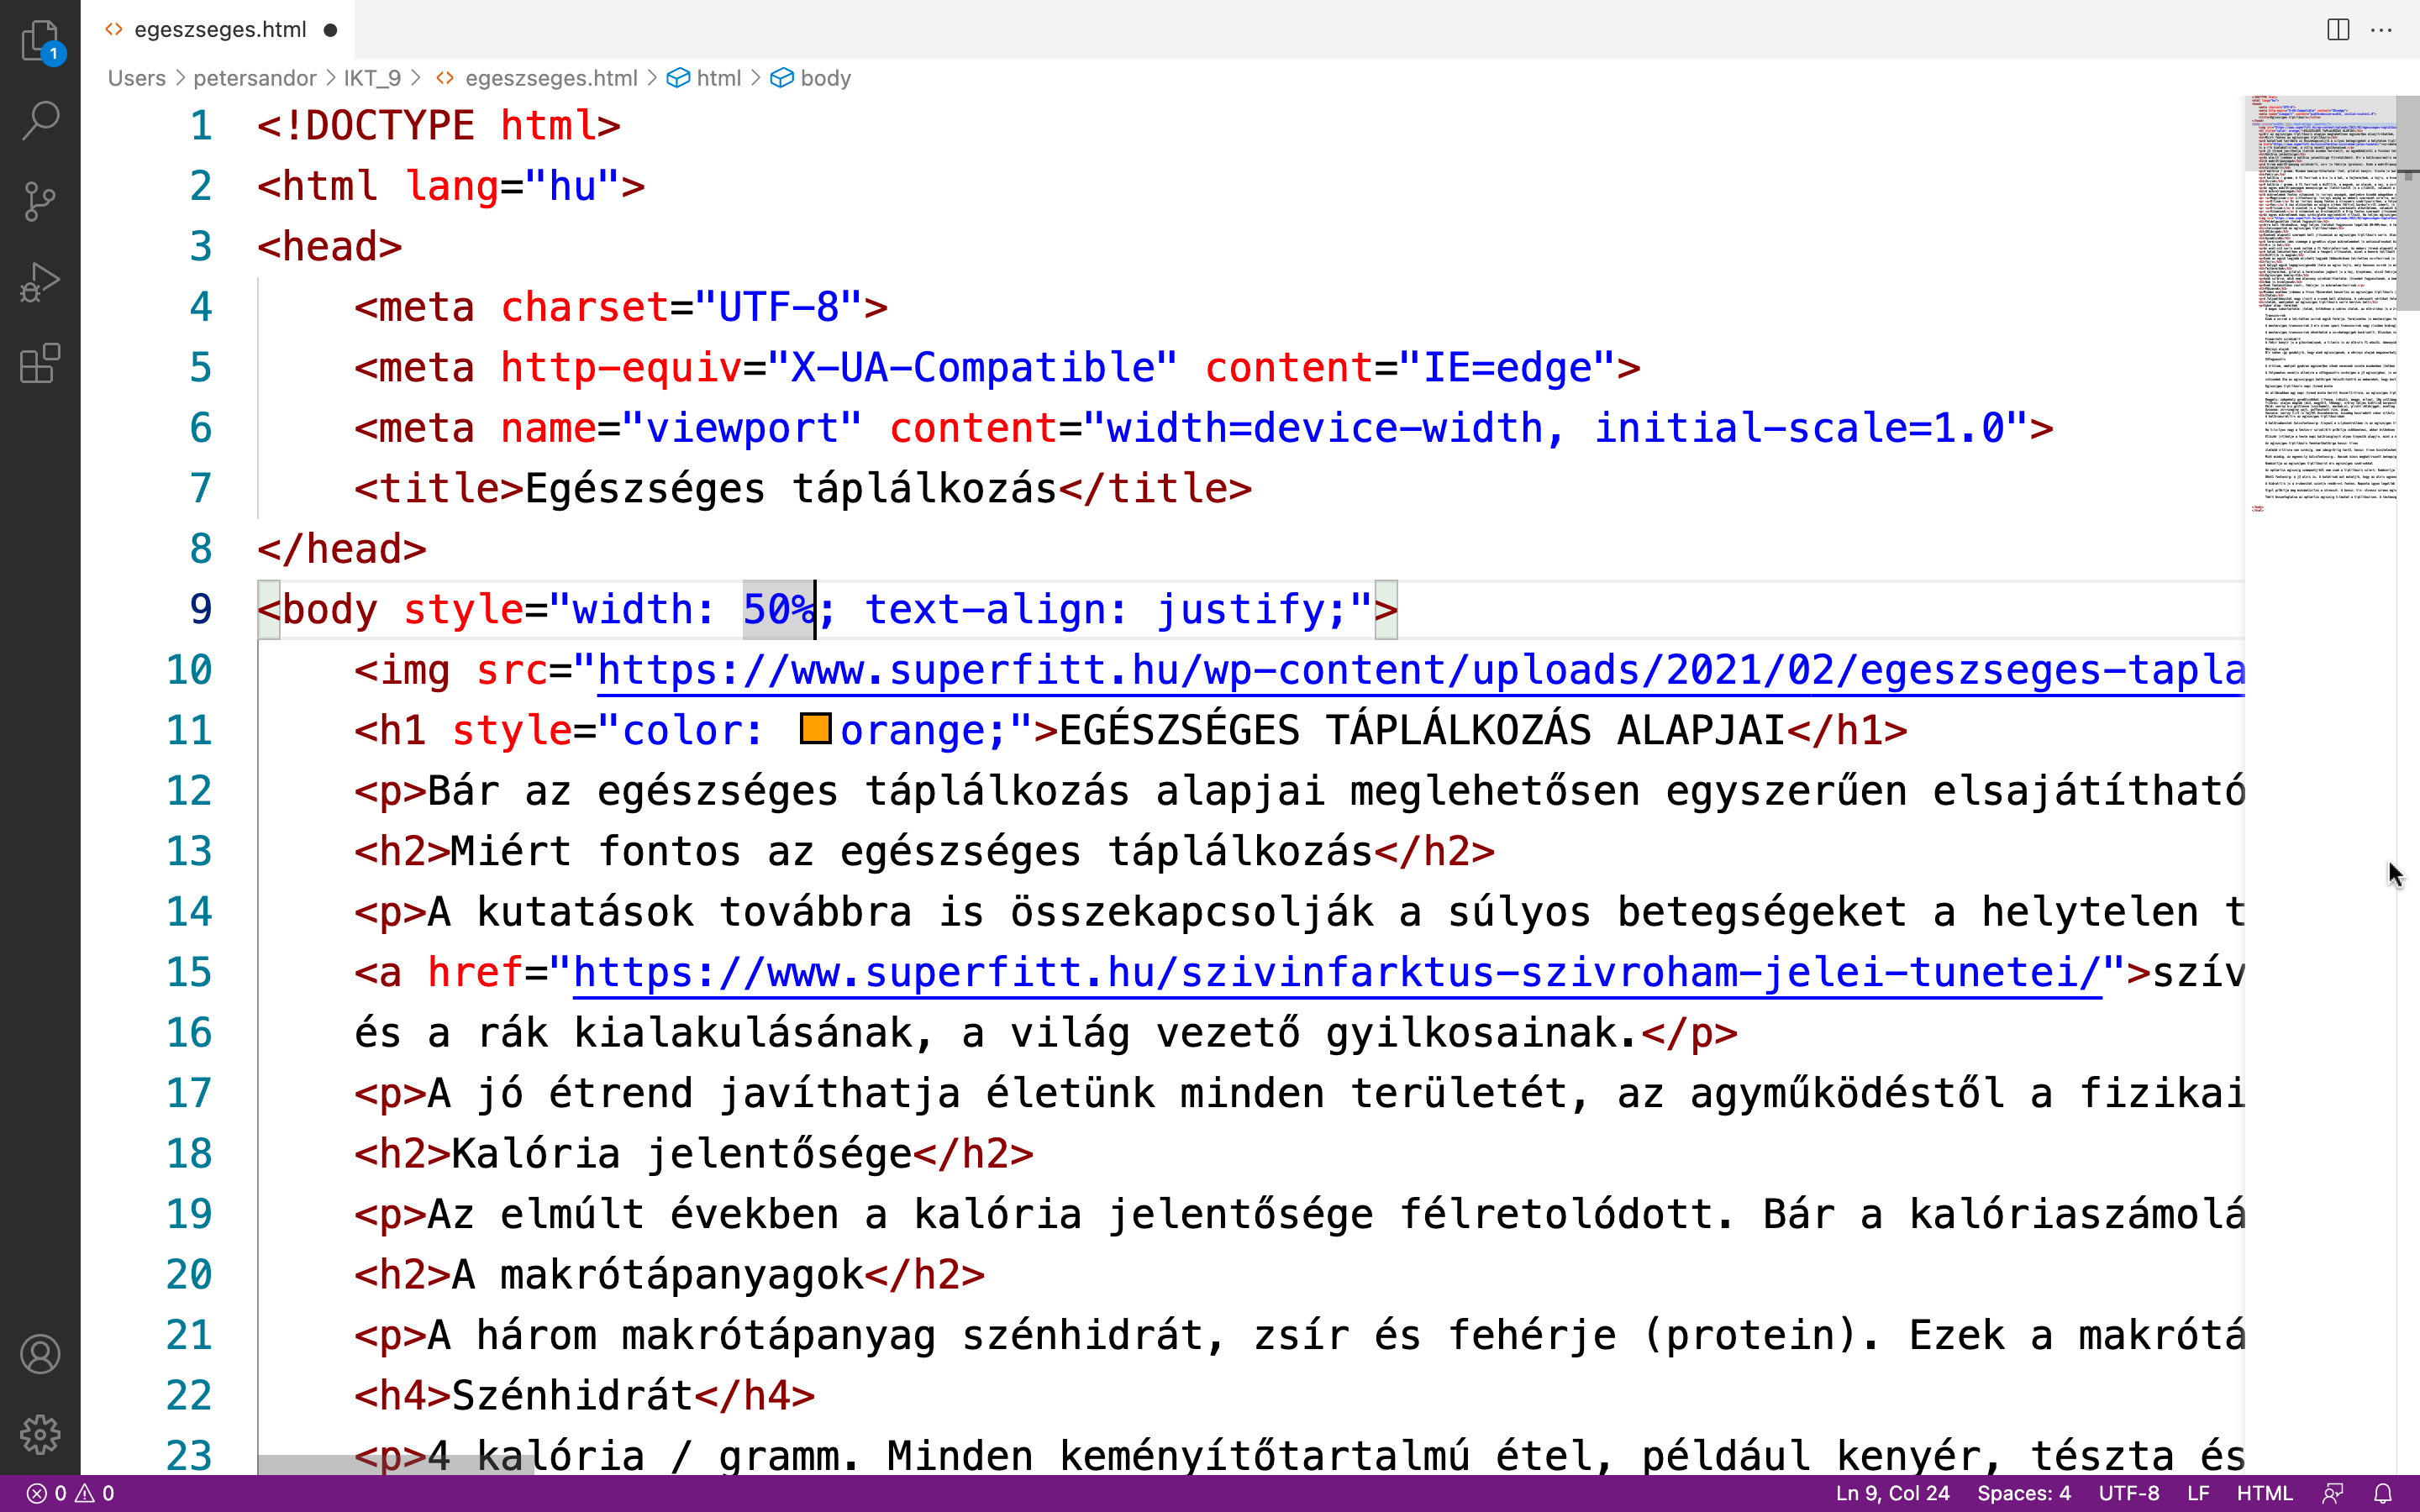 egeszseges.html
1
Users > petersandor > IKT_9 > egeszseges.html > html > body
1 <!DOCTYPE html>
2 <html lang="hu">
3 <head>
4 <meta charset="UTF-8">
5 <meta http-equiv="X-UA-Compatible" content="IE=edge">
6 <meta name="viewport" content="width=device-width, initial-scale=1.0">
7 <title>Egészséges táplálkozás</title>
8 </head>
9 <body style="width: 50%; text-align: justify;">
10 <img src="https://www.superfitt.hu/wp-content/uploads/2021/02/egeszseges-tapla
11 <h1 style="color: orange;">EGÉSZSÉGES TÁPLÁLKOZÁS ALAPJAI</h1>
12 <p>Bár az egészséges táplálkozás alapjai meglehetősen egyszerűen elsajátítható
13 <h2>Miért fontos az egészséges táplálkozás</h2>
14 <p>A kutatások továbbra is összekapcsolják a súlyos betegségeket a helytelen t
15 <a href="https://www.superfitt.hu/szivinfarktus-szivroham-jelei-tunetei/">szív
16 és a rák kialakulásának, a világ vezető gyilkosainak.</p>
17 <p>A jó étrend javíthatja életünk minden területét, az agyműködéstől a fizikai
18 <h2>Kalória jelentősége</h2>
19 <p>Az elmúlt években a kalória jelentősége félretolódott. Bár a kalóriaszámolá
20 <h2>A makrótápanyagok</h2>
21 <p>A három makrótápanyag szénhidrát, zsír és fehérje (protein). Ezek a makrótá
22 <h4>Szénhidrát</h4>
23 <p>4 kalória / gramm. Minden keményítőtartalmú étel, például kenyér, tészta és
0 0 Ln 9, Col 24 Spaces: 4 UTF-8 LF HTML